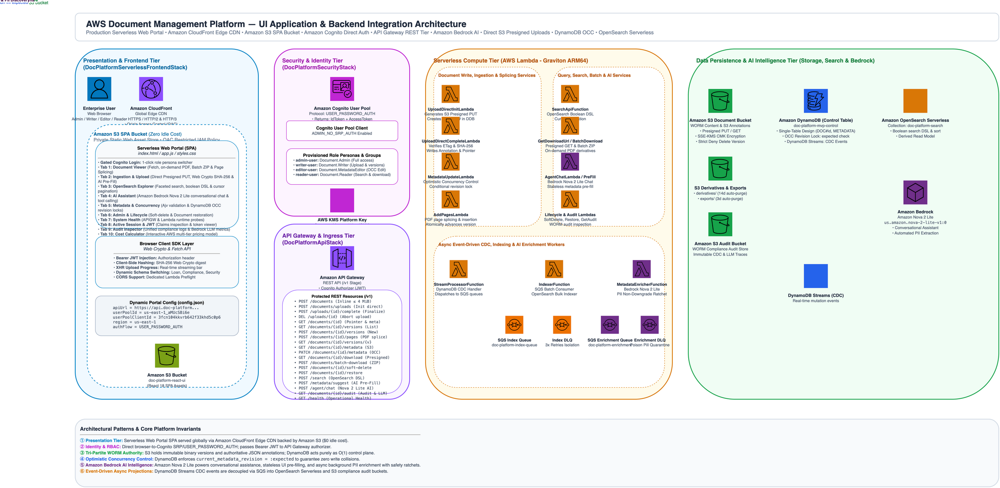 & PII Discovery
S3 bucket
AWS Document Management Platform — UI Application & Backend Integration Architecture
Production Serverless Web Portal • Amazon CloudFront Edge CDN • Amazon S3 SPA Bucket • Amazon Cognito Direct Auth • API Gateway REST Tier • Amazon Bedrock AI • Direct S3 Presigned Uploads • DynamoDB OCC • OpenSearch Serverless
Presentation & Frontend Tier
(DocPlatformServerlessFrontendStack)
Enterprise User
Web Browser
Admin / Writer / Editor / Reader
Amazon CloudFront
Global Edge CDN
• HTTPS / HTTP/2 & HTTP/3
• Origin Access Control (OAC)
Amazon S3 SPA Bucket (Zero Idle Cost)
Private Static Web Asset Store • OAC Restricted IAM Policy
Serverless Web Portal (SPA)
index.html / app.js / styles.css
• Gated Cognito Login: 1-click role persona switcher
• Tab 1: Document Viewer (Fetch, on-demand PDF, Batch ZIP & Page
Splicing)
• Tab 2: Ingestion & Upload (Direct Presigned PUT, Web Crypto SHA-256 &
AI Pre-Fill)
• Tab 3: OpenSearch Explorer (Faceted search, boolean DSL & cursor
pagination)
• Tab 4: AI Assistant (Amazon Bedrock Nova 2 Lite conversational chat &
tool calling)
• Tab 5: Metadata & Concurrency (Ajv validation & DynamoDB OCC
revision locks)
• Tab 6: Admin & Lifecycle (Soft-delete & Document restoration)
• Tab 7: System Health (APIGW & Lambda runtime probes)
• Tab 8: Active Session & JWT (Claims inspection & token viewer)
• Tab 9: Audit Inspector (Unified compliance logs & Bedrock LLM metrics)
• Tab 10: Cost Calculator (Interactive AWS multi-tier pricing model)
Browser Client SDK Layer
Web Crypto & Fetch API
• Bearer JWT Injection: Authorization header
• Client-Side Hashing: SHA-256 Web Crypto digest
• XHR Upload Progress: Real-time streaming bar
• Dynamic Schema Switching: Loan, Compliance, Security
• CORS Support: Dedicated Lambda Preflight
Dynamic Portal Config (config.json)
apiUrl = https://api.doc-platform...
userPoolId = us-east-1_aMUcSBi6e
userPoolClientId = 3fcn104kkvrb642f33khd5c0p6
region = us-east-1
authFlow = USER_PASSWORD_AUTH
Amazon S3 Bucket
doc-platform-react-ui
(React 18 SPA Assets)
Security & Identity Tier
(DocPlatformSecurityStack)
Amazon Cognito User Pool
Protocol: USER_PASSWORD_AUTH
• Returns: IdToken + AccessToken
Cognito User Pool Client
ADMIN_NO_SRP_AUTH Enabled
Provisioned Role Personas & Groups
• admin-user: Document.Admin (Full access)
• writer-user: Document.Writer (Upload & versions)
• editor-user: Document.MetadataEditor (OCC Edit)
• reader-user: Document.Reader (Search & download)
AWS KMS Platform Key
API Gateway & Ingress Tier
(DocPlatformApiStack)
Amazon API Gateway
REST API (/v1 Stage)
• Cognito Authorizer (JWT)
Protected REST Resources (/v1)
• POST /documents (Inline ≤ 4 MiB)
• POST /documents/uploads (Init direct)
• POST /uploads/{id}/complete (Finalize)
• DEL /uploads/{id} (Abort upload)
• GET /documents/{id} (Pointer & meta)
• GET /documents/{id}/versions (List)
• POST /documents/{id}/versions (New)
• POST /documents/{id}/pages (PDF splice)
• GET /documents/{id}/versions/{v}
• GET /documents/{id}/metadata (S3)
• PATCH /documents/{id}/metadata (OCC)
• GET /documents/{id}/download (Presigned)
• POST /documents/batch-download (ZIP)
• POST /documents/{id}/soft-delete
• POST /documents/{id}/restore
• POST /search (OpenSearch DSL)
• POST /metadata/suggest (AI Pre-Fill)
• POST /agent/chat (Nova 2 Lite AI)
• GET /documents/{id}/audit (Audit & LLM)
• GET /health (Operational Health)
Serverless Compute Tier (AWS Lambda - Graviton ARM64)
Document Write, Ingestion & Splicing Services
UploadDirectInitLambda
Generates S3 Presigned PUT
Creates # in DDB
UploadDirectCompleteLambda
Verifies ETag & SHA-256
Writes Annotation & Pointer
MetadataUpdateLambda
Optimistic Concurrency Control
Conditional revision lock
AddPagesLambda
PDF page splicing & insertion
Atomically advances version
Query, Search, Batch & AI Services
SearchApiFunction
OpenSearch Boolean DSL
GetDownloadUrl / BatchDownload
Presigned GET & Batch ZIP
On-demand PDF derivatives
AgentChatLambda / PreFill
Bedrock Nova 2 Lite Chat
Stateless metadata pre-fill
Lifecycle & Audit Lambdas
SoftDelete, Restore, GetAudit
WORM audit inspection
Async Event-Driven CDC, Indexing & AI Enrichment Workers
StreamProcessorFunction
DynamoDB CDC Handler
Dispatches to SQS queues
IndexerFunction
SQS Batch Consumer
OpenSearch Bulk Indexer
MetadataEnricherFunction
Bedrock Nova 2 Lite
PII Non-Downgrade Ratchet
SQS Index Queue
doc-platform-index-queue
Index DLQ
3x Retries Isolation
SQS Enrichment Queue
doc-platform-enrichment
Enrichment DLQ
Poison Pill Quarantine
Data Persistence & AI Intelligence Tier (Storage, Search & Bedrock)
Amazon S3 Document Bucket
WORM Content & S3 Annotations
• Presigned PUT / GET
• SSE-KMS CMK Encryption
• Strict Deny Delete Version
Amazon DynamoDB (Control Table)
doc-platform-mvp-control
• Single-Table Design (DOC#id, METADATA)
• OCC Revision Lock: expected check
• DynamoDB Streams: CDC Events
Amazon OpenSearch Serverless
Collection: doc-platform-search
• Boolean search DSL & sort
• Derived Read Model
S3 Derivatives & Exports
• derivatives/ (14d auto-purge)
• exports/ (3d auto-purge)
Amazon Bedrock
Amazon Nova 2 Lite
us.amazon.nova-2-lite-v1:0
• Conversational Assistant
• Automated PII Extraction
Amazon S3 Audit Bucket
WORM Compliance Audit Store
Immutable CDC & LLM Traces
DynamoDB Streams (CDC)
Real-time mutation events
Architectural Patterns & Core Platform Invariants
① Presentation Tier: Serverless Web Portal SPA served globally via Amazon CloudFront Edge CDN backed by Amazon S3 ($0 idle cost).
② Identity & RBAC: Direct browser-to-Cognito SRP/USER_PASSWORD_AUTH; passes Bearer JWT to API Gateway authorizer.
③ Tri-Partite WORM Authority: S3 holds immutable binary versions and authoritative JSON annotations; DynamoDB acts purely as O(1) control plane.
④ Optimistic Concurrency Control: DynamoDB enforces current_metadata_revision = :expected to guarantee zero write collisions.
⑤ Amazon Bedrock AI Intelligence: Amazon Nova 2 Lite powers conversational assistance, stateless UI pre-filling, and async background PII enrichment with safety ratchets.
⑥ Event-Driven Async Projections: DynamoDB Streams CDC events are decoupled via SQS into OpenSearch Serverless and S3 compliance audit buckets.